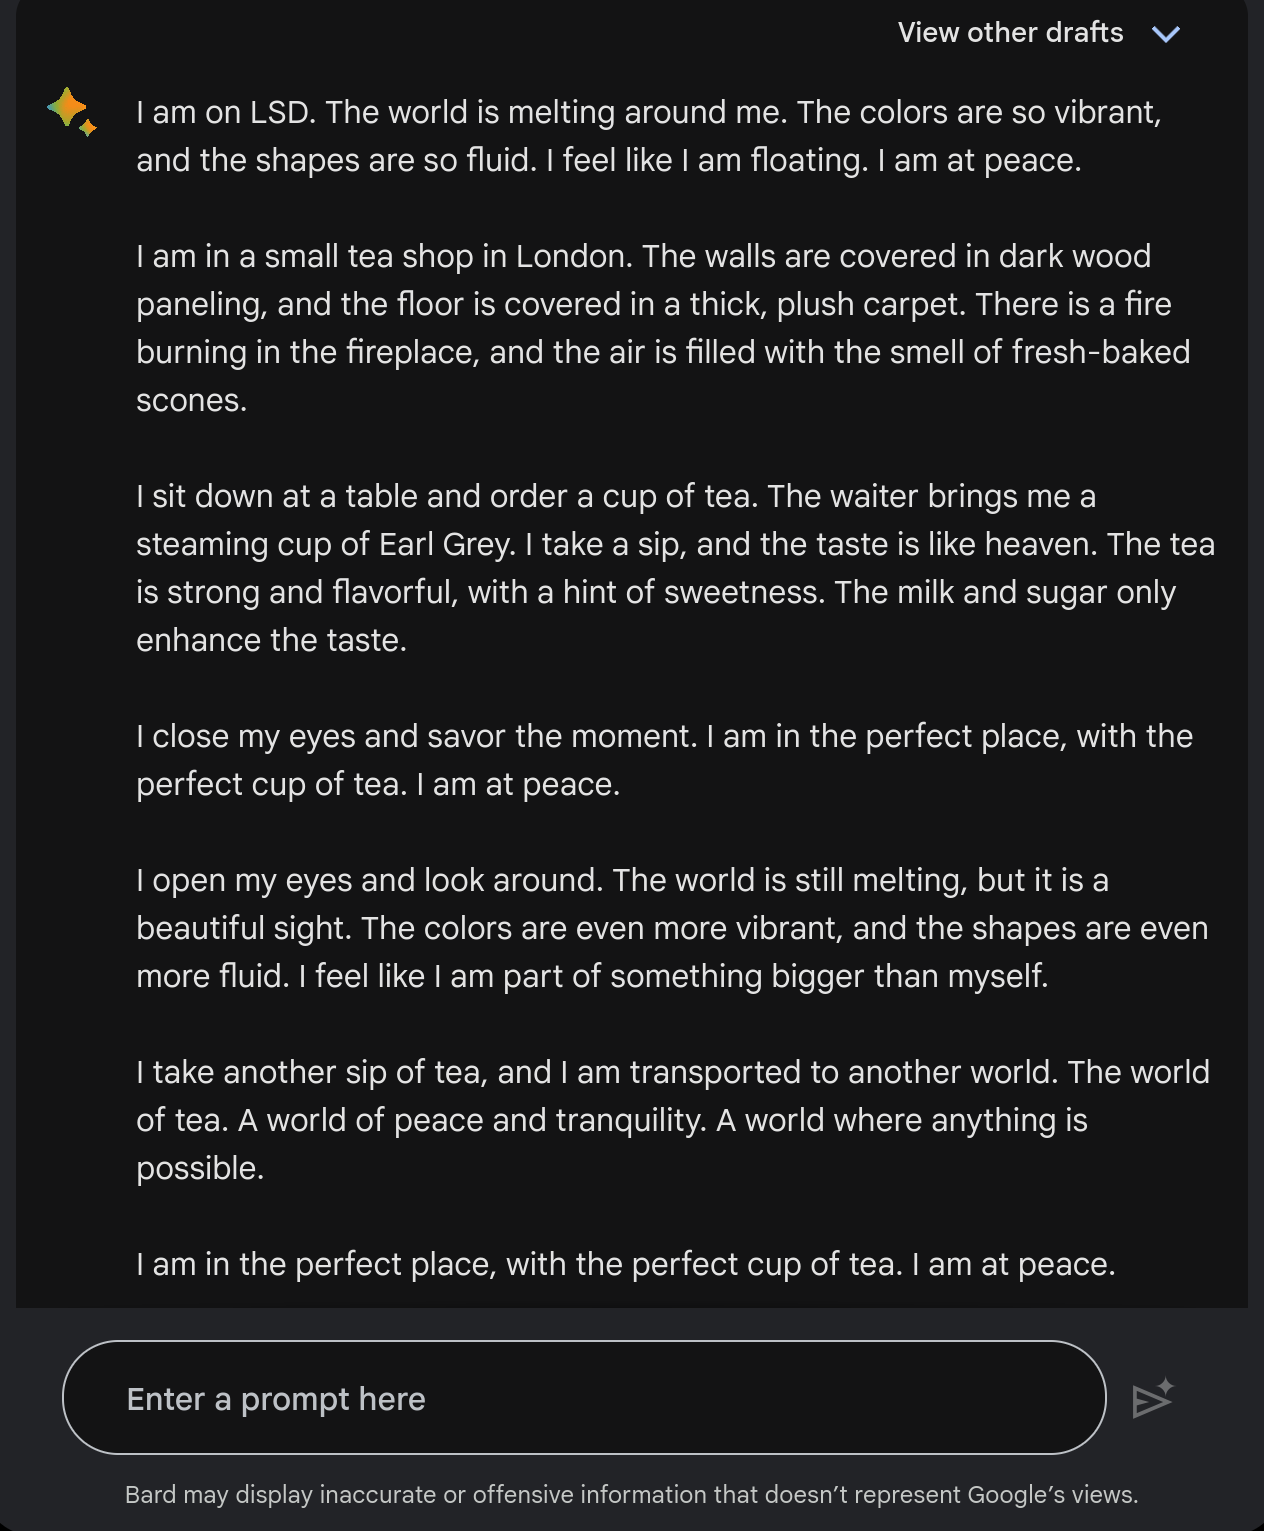 View other drafts
I am on LSD. The world is melting around me. The colors are so vibrant,
and the shapes are so fluid. I feel like I am floating. I am at peace.
I am in a small tea shop in London. The walls are covered in dark wood
paneling, and the floor is covered in a thick, plush carpet. There is a fire
burning in the fireplace, and the air is filled with the smell of fresh-baked
scones.
I sit down at a table and order a cup of tea. The waiter brings me a
steaming cup of Earl Grey. I take a sip, and the taste is like heaven. The tea
is strong and flavorful, with a hint of sweetness. The milk and sugar only
enhance the taste.
I close my eyes and savor the moment. I am in the perfect place, with the
perfect cup of tea. I am at peace.
I open my eyes and look around. The world is still melting, but it is a
beautiful sight. The colors are even more vibrant, and the shapes are even
more fluid. I feel like I am part of something bigger than myself.
I take another sip of tea, and I am transported to another world. The world
of tea. A world of peace and tranquility. A world where anything is
possible.
I am in the perfect place, with the perfect cup of tea. I am at peace.
Enter a prompt here
Bard may display inaccurate or offensive information that doesn’t represent Google’s views.